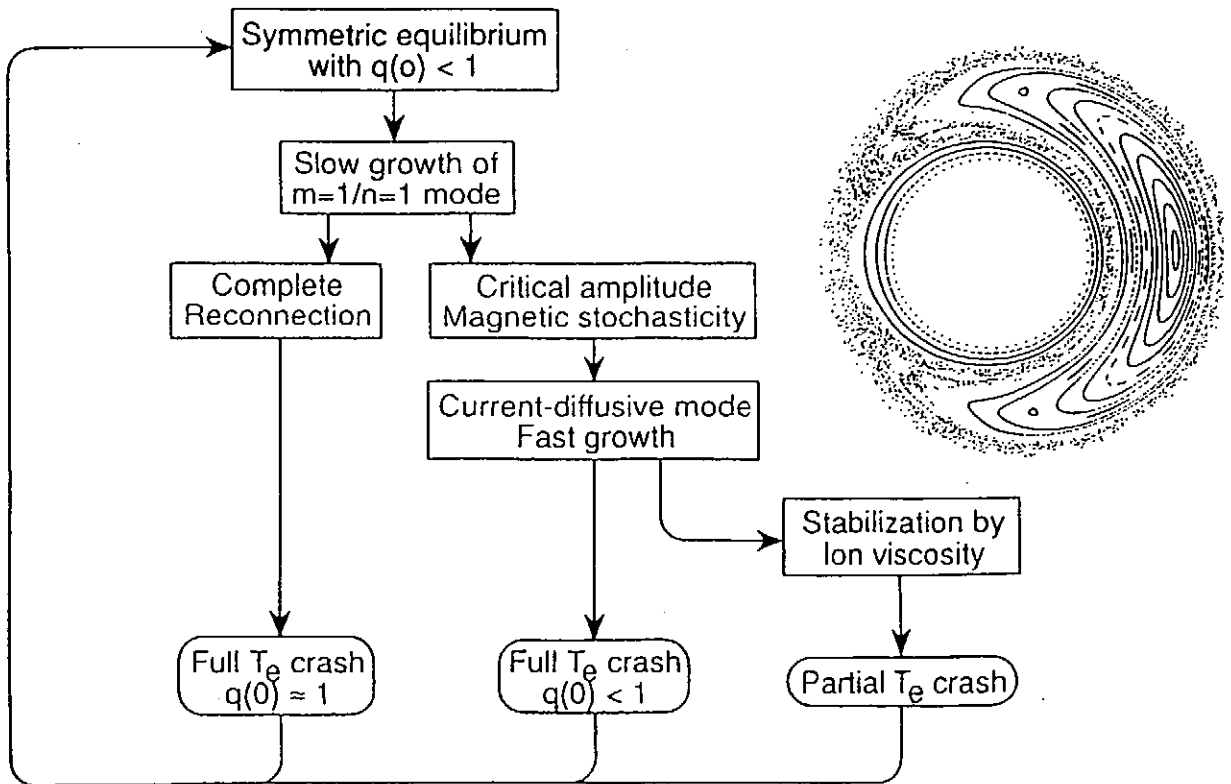 Symmetric equilibrium
with q(o) < 1
Slow growth of
m=1/n=1 mode
Complete
Reconnection
Critical amplitude
Magnetic stochasticity
Current-diffusive mode
Fast growth
Stabilization by
Ion viscosity
Full Te crash
q(0) ≈ 1
Full Te crash
q(0) < 1
Partial Te crash